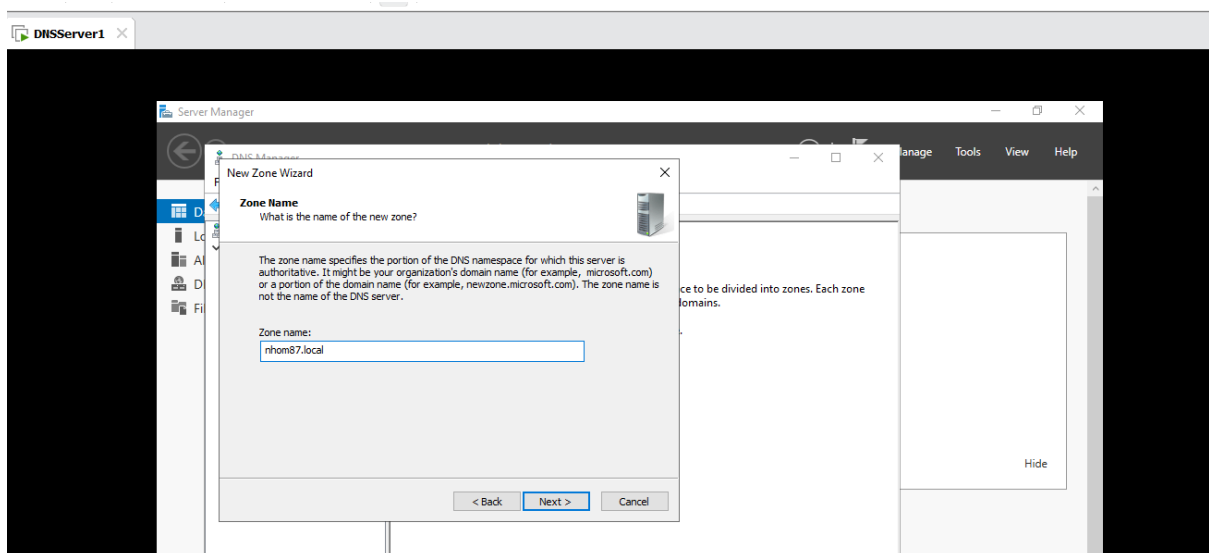 DNSServer1
Server Manager
Manage Tools View Help
DNS Manager
New Zone Wizard
Zone Name
What is the name of the new zone?
The zone name specifies the portion of the DNS namespace for which this server is
authoritative. It might be your organization's domain name (for example, microsoft.com)
or a portion of the domain name (for example, newzone.microsoft.com). The zone name is
not the name of the DNS server.
Zone name:
nhom87.local
< Back Next > Cancel
ce to be divided into zones. Each zone
domains.
Hide